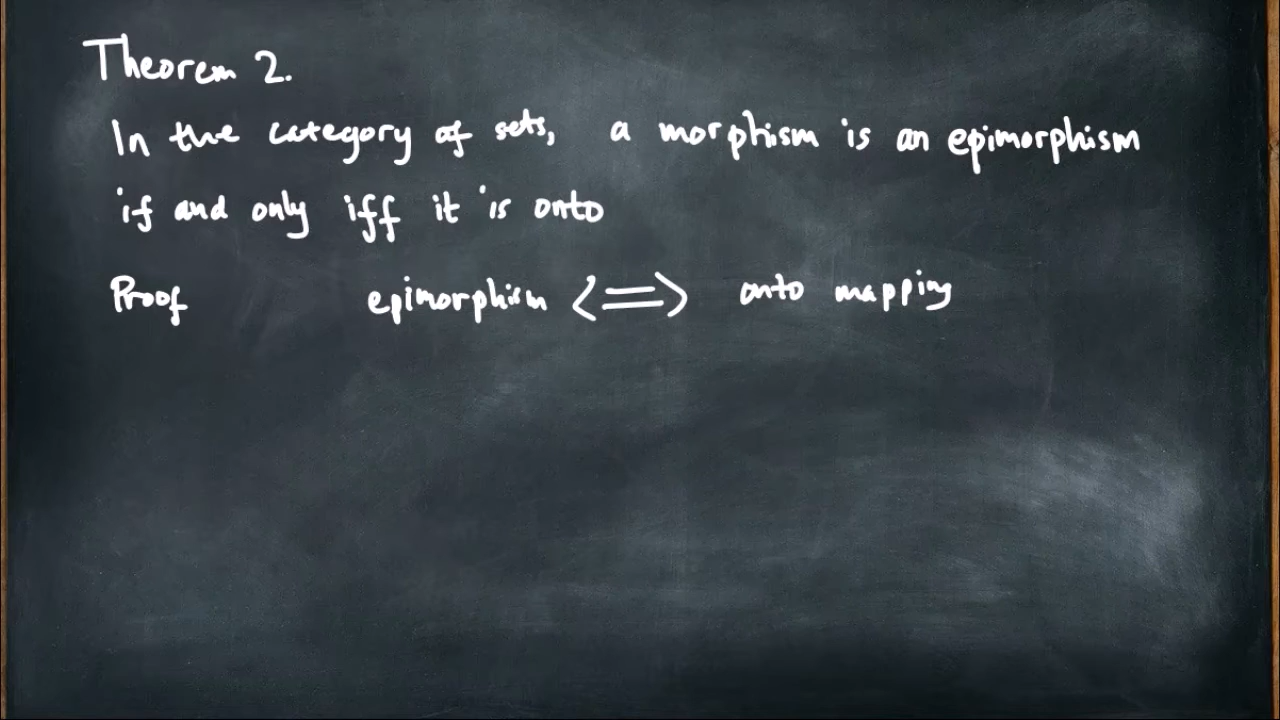 Theorem 2.
In the category of sets, a morphism is an epimorphism
if and only iff it is onto
Proof epimorphism <=> onto mapping